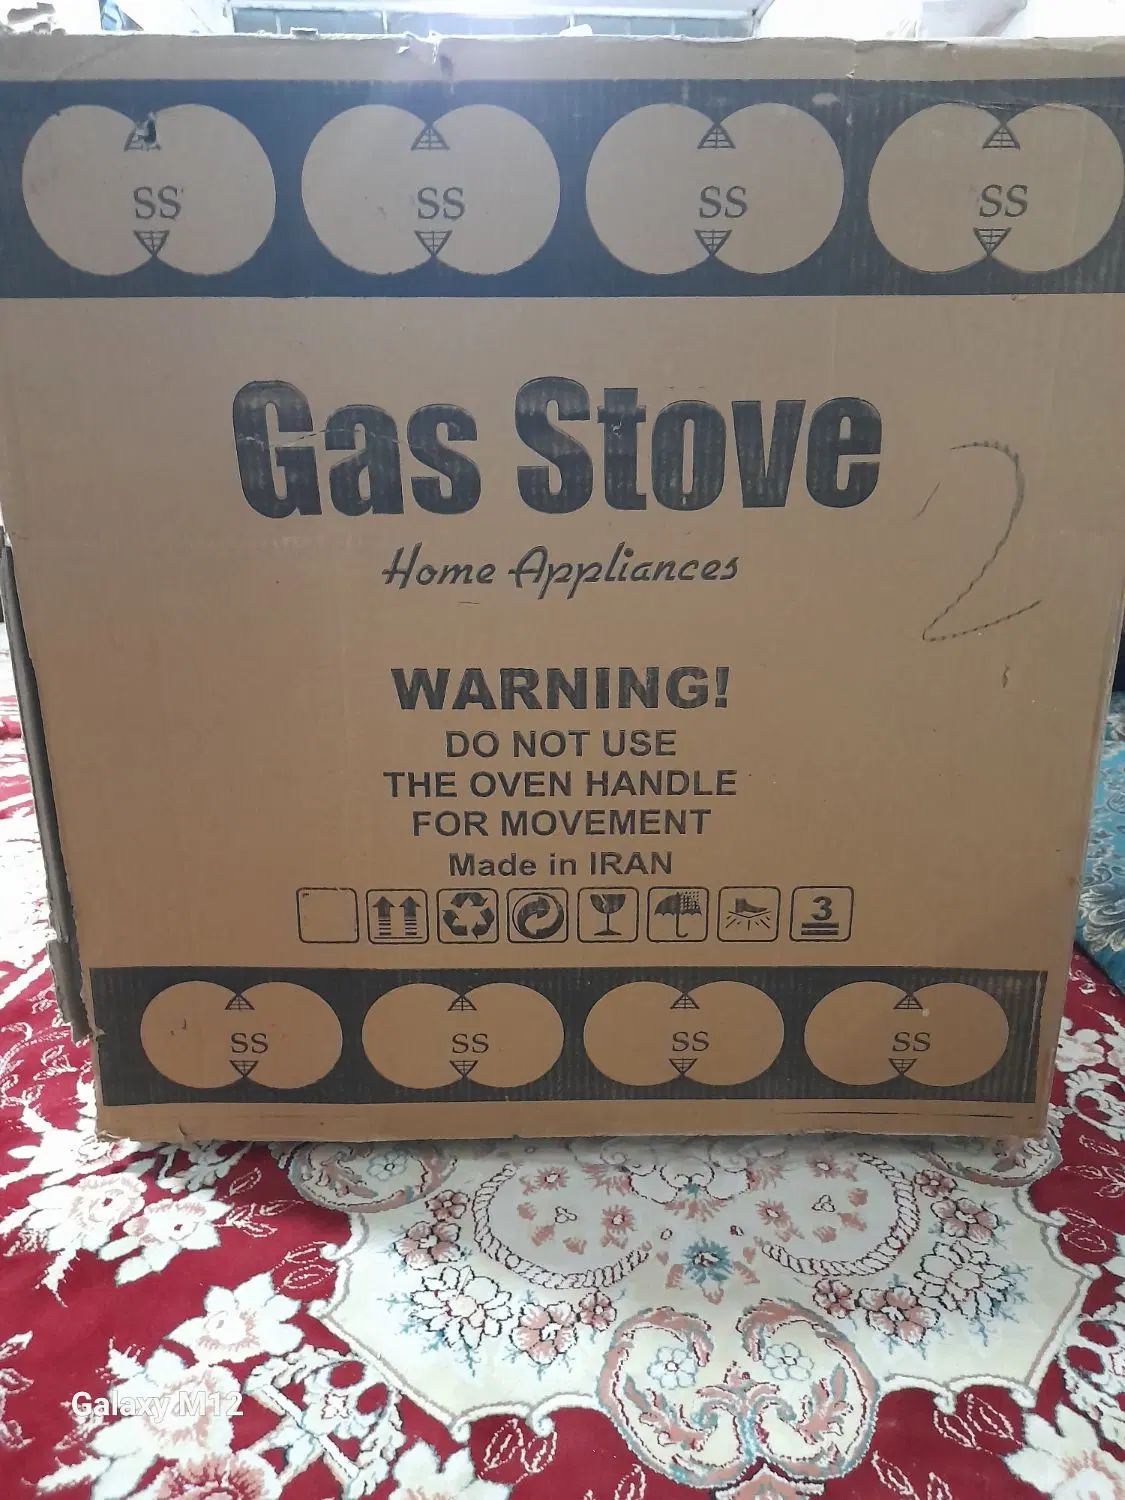 SS SS SS SS
Gas Stove
Home Appliances
2
WARNING!
DO NOT USE
THE OVEN HANDLE
FOR MOVEMENT
Made in IRAN
3
SS SS SS SS
Galaxy M12